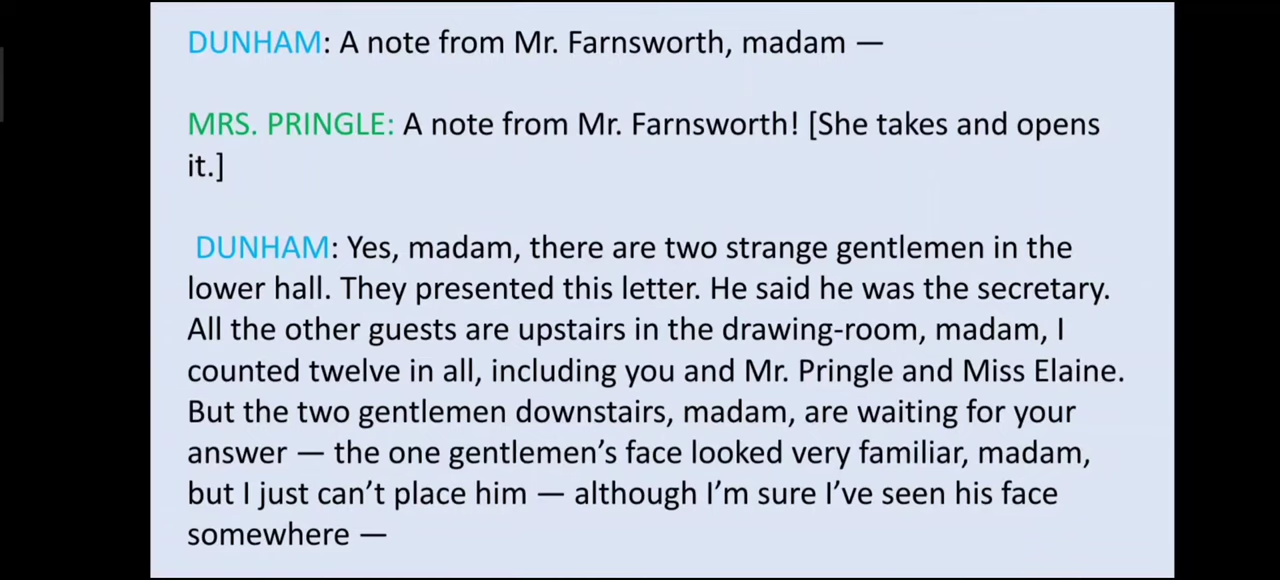 DUNHAM: A note from Mr. Farnsworth, madam —
MRS. PRINGLE: A note from Mr. Farnsworth! [She takes and opens
it.]
DUNHAM: Yes, madam, there are two strange gentlemen in the
lower hall. They presented this letter. He said he was the secretary.
All the other guests are upstairs in the drawing-room, madam, I
counted twelve in all, including you and Mr. Pringle and Miss Elaine.
But the two gentlemen downstairs, madam, are waiting for your
answer — the one gentlemen’s face looked very familiar, madam,
but I just can’t place him — although I’m sure I’ve seen his face
somewhere —